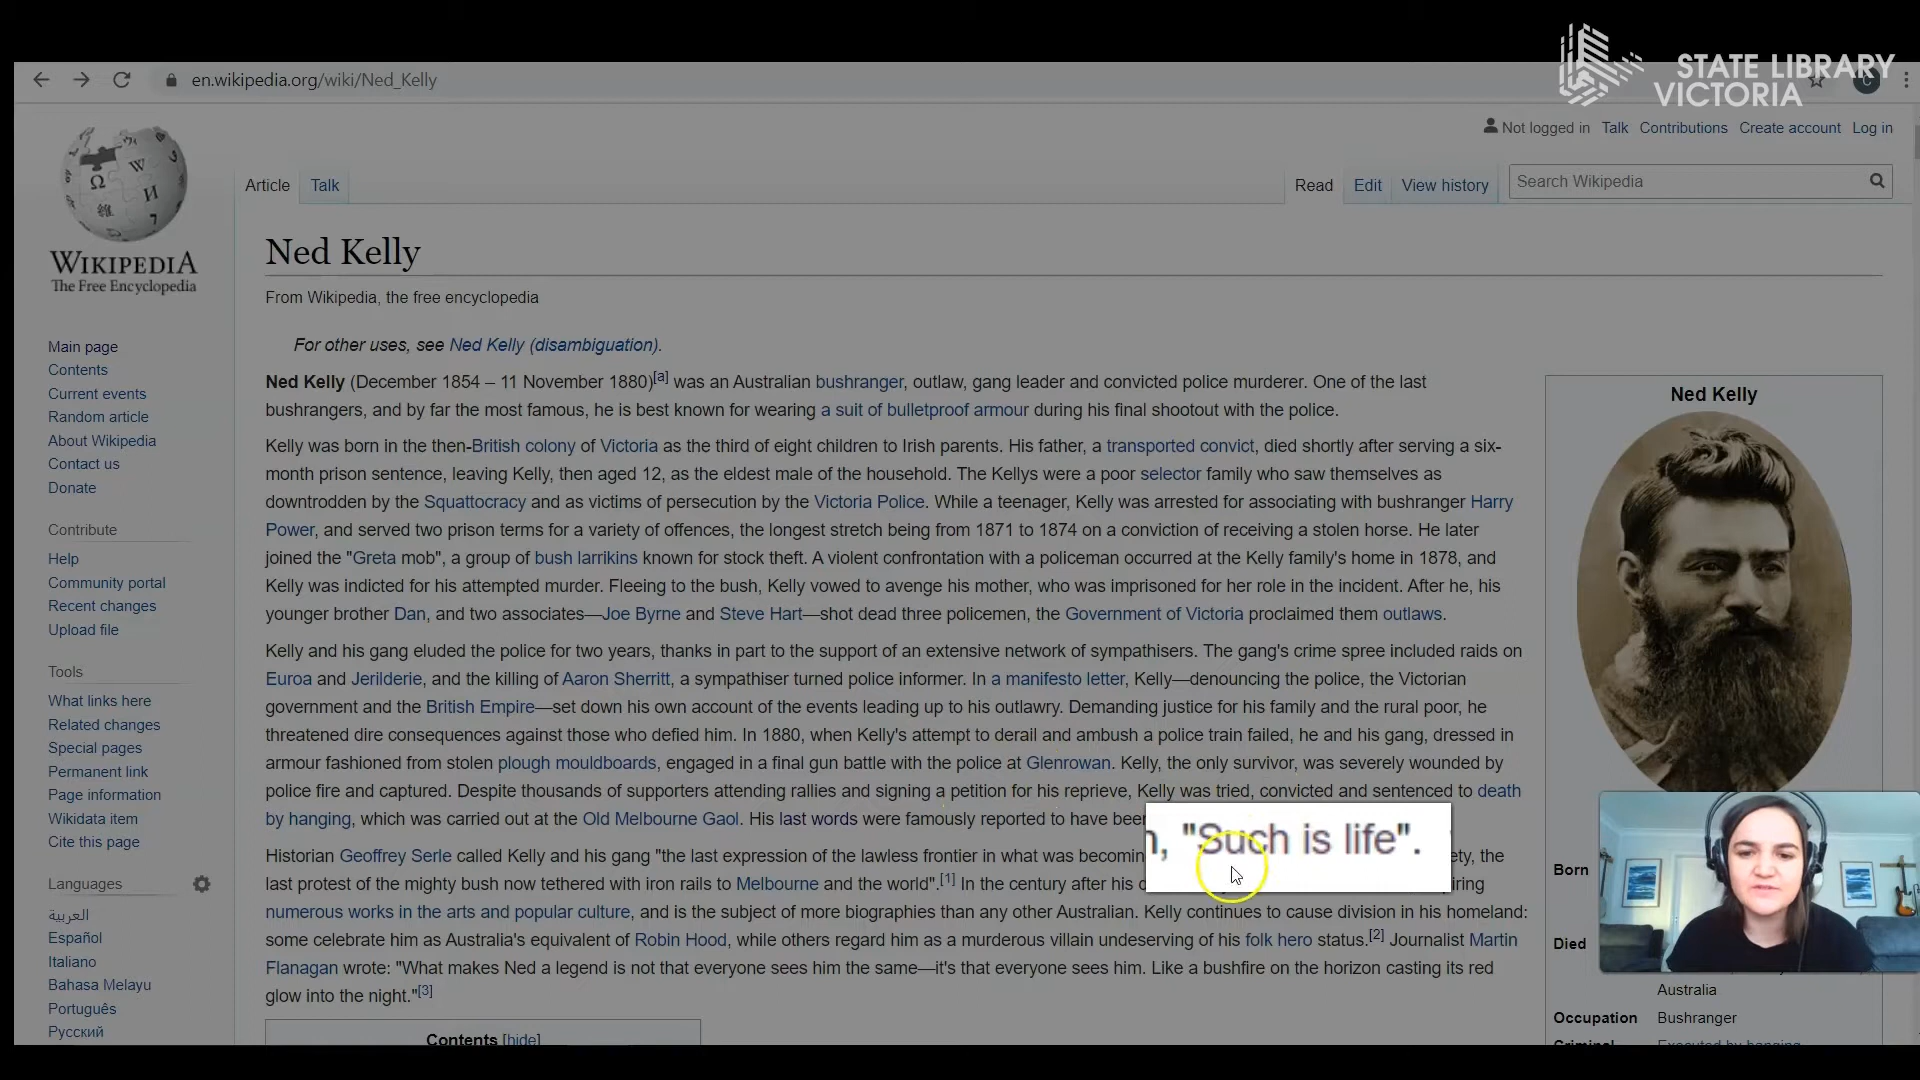 STATE LIBRARY
VICTORIA
en.wikipedia.org/wiki/Ned_Kelly
Not logged in Talk Contributions Create account Log in
Article Talk Read Edit View history Search Wikipedia
WIKIPEDIA
The Free Encyclopedia
Main page
Contents
Current events
Random article
About Wikipedia
Contact us
Donate
Contribute
Help
Community portal
Recent changes
Upload file
Tools
What links here
Related changes
Special pages
Permanent link
Page information
Wikidata item
Cite this page
Languages
العربية
Español
Italiano
Bahasa Melayu
Português
Русский
Ned Kelly
From Wikipedia, the free encyclopedia
For other uses, see Ned Kelly (disambiguation).
Ned Kelly (December 1854 – 11 November 1880)[a] was an Australian bushranger, outlaw, gang leader and convicted police murderer. One of the last
bushrangers, and by far the most famous, he is best known for wearing a suit of bulletproof armour during his final shootout with the police.
Kelly was born in the then-British colony of Victoria as the third of eight children to Irish parents. His father, a transported convict, died shortly after serving a six-
month prison sentence, leaving Kelly, then aged 12, as the eldest male of the household. The Kellys were a poor selector family who saw themselves as
downtrodden by the Squattocracy and as victims of persecution by the Victoria Police. While a teenager, Kelly was arrested for associating with bushranger Harry
Power, and served two prison terms for a variety of offences, the longest stretch being from 1871 to 1874 on a conviction of receiving a stolen horse. He later
joined the "Greta mob", a group of bush larrikins known for stock theft. A violent confrontation with a policeman occurred at the Kelly family's home in 1878, and
Kelly was indicted for his attempted murder. Fleeing to the bush, Kelly vowed to avenge his mother, who was imprisoned for her role in the incident. After he, his
younger brother Dan, and two associates—Joe Byrne and Steve Hart—shot dead three policemen, the Government of Victoria proclaimed them outlaws.
Kelly and his gang eluded the police for two years, thanks in part to the support of an extensive network of sympathisers. The gang's crime spree included raids on
Euroa and Jerilderie, and the killing of Aaron Sherritt, a sympathiser turned police informer. In a manifesto letter, Kelly—denouncing the police, the Victorian
government and the British Empire—set down his own account of the events leading up to his outlawry. Demanding justice for his family and the rural poor, he
threatened dire consequences against those who defied him. In 1880, when Kelly's attempt to derail and ambush a police train failed, he and his gang, dressed in
armour fashioned from stolen plough mouldboards, engaged in a final gun battle with the police at Glenrowan. Kelly, the only survivor, was severely wounded by
police fire and captured. Despite thousands of supporters attending rallies and signing a petition for his reprieve, Kelly was tried, convicted and sentenced to death
by hanging, which was carried out at the Old Melbourne Gaol. His last words were famously reported to have been, "Such is life".
Historian Geoffrey Serle called Kelly and his gang "the last expression of the lawless frontier in what was becomin the
last protest of the mighty bush now tethered with iron rails to Melbourne and the world".[1] In the century after his
numerous works in the arts and popular culture, and is the subject of more biographies than any other Australian. Kelly continues to cause division in his homeland:
some celebrate him as Australia's equivalent of Robin Hood, while others regard him as a murderous villain undeserving of his folk hero status.[2] Journalist Martin
Flanagan wrote: "What makes Ned a legend is not that everyone sees him the same—it's that everyone sees him. Like a bushfire on the horizon casting its red
glow into the night."[3]
Contents [hide]
Ned Kelly
Born
Died
Australia
Occupation Bushranger
Criminal Executed by hanging